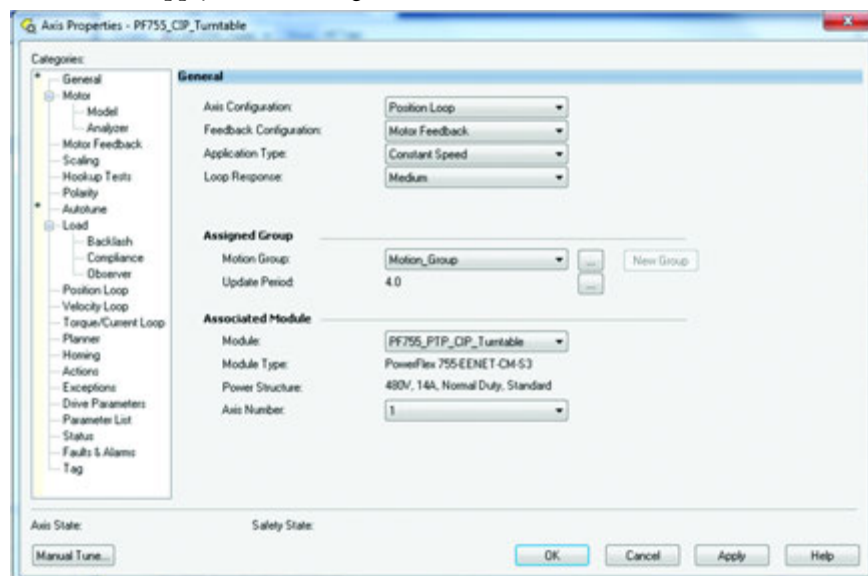 Axis Properties - PF755_CIP_Turntable
Categories:
General
Motor
Model
Analyzer
Motor Feedback
Scaling
Hookup Tests
Polarity
Autotune
Load
Backlash
Compliance
Observer
Position Loop
Velocity Loop
Torque/Current Loop
Planner
Homing
Actions
Exceptions
Drive Parameters
Parameter List
Status
Faults & Alarms
Tag
General
Axis Configuration: Position Loop
Feedback Configuration: Motor Feedback
Application Type: Constant Speed
Loop Response: Medium
Assigned Group
Motion Group: Motion_Group ... New Group
Update Period: 4.0 ...
Associated Module
Module: PF755_PTP_CIP_Turntable
Module Type: PowerFlex 755-EENET-CM-S3
Power Structure: 480V, 14A, Normal Duty, Standard
Axis Number: 1
Axis State: Safety State:
Manual Tune... OK Cancel Apply Help